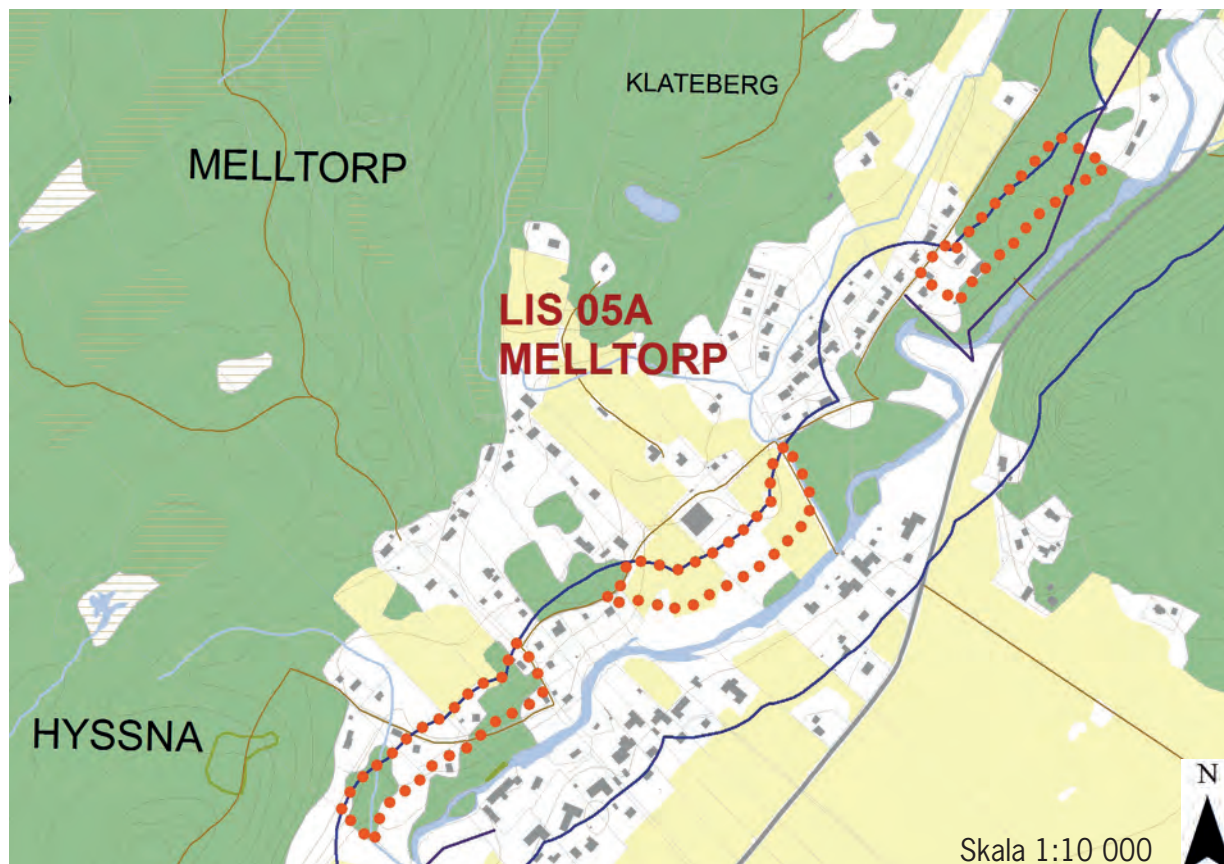 KLATEBERG
MELLTORP
LIS 05A
MELLTORP
HYSSNA
N
Skala 1:10 000